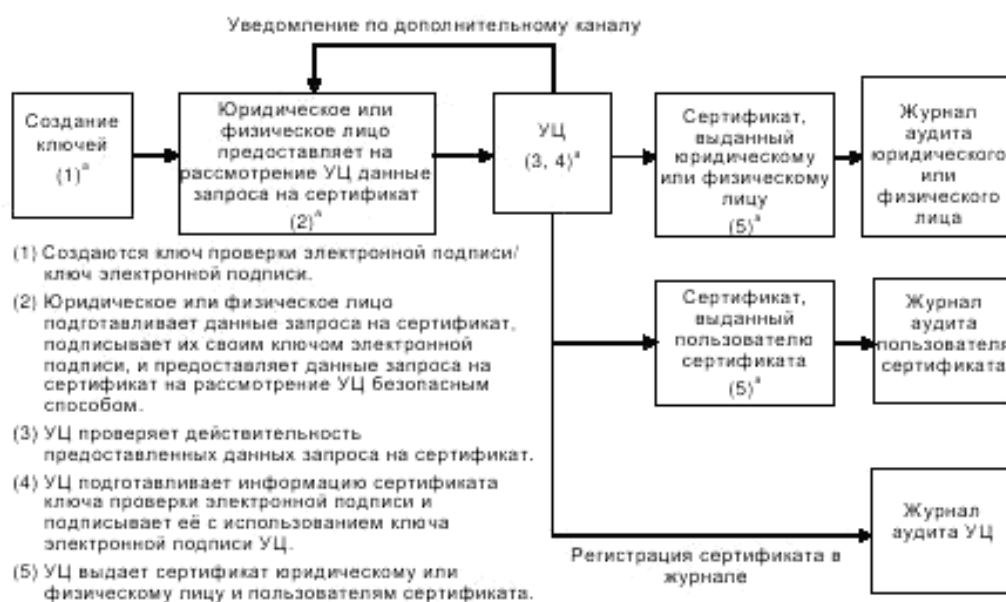 Уведомление по дополнительному каналу
Создание
ключей
(1)ᵃ
Юридическое или
физическое лицо
предоставляет на
рассмотрение УЦ данные
запроса на сертификат
(2)ᵃ
УЦ
(3, 4)ᵃ
Сертификат,
выданный
юридическому
или физическому
лицу
(5)ᵃ
Журнал
аудита
юридического
или
физического
лица
(1) Создаются ключ проверки электронной подписи/
ключ электронной подписи.
(2) Юридическое или физическое лицо
подготавливает данные запроса на сертификат,
подписывает их своим ключом электронной
подписи, и предоставляет данные запроса на
сертификат на рассмотрение УЦ безопасным
способом.
(3) УЦ проверяет действительность
предоставленных данных запроса на сертификат.
(4) УЦ подготавливает информацию сертификата
ключа проверки электронной подписи и
подписывает её с использованием ключа
электронной подписи УЦ.
(5) УЦ выдает сертификат юридическому или
физическому лицу и пользователям сертификата.
Сертификат,
выданный
пользователю
сертификата
(5)ᵃ
Журнал
аудита
пользователя
сертификата
Журнал
аудита УЦ
Регистрация сертификата в
журнале